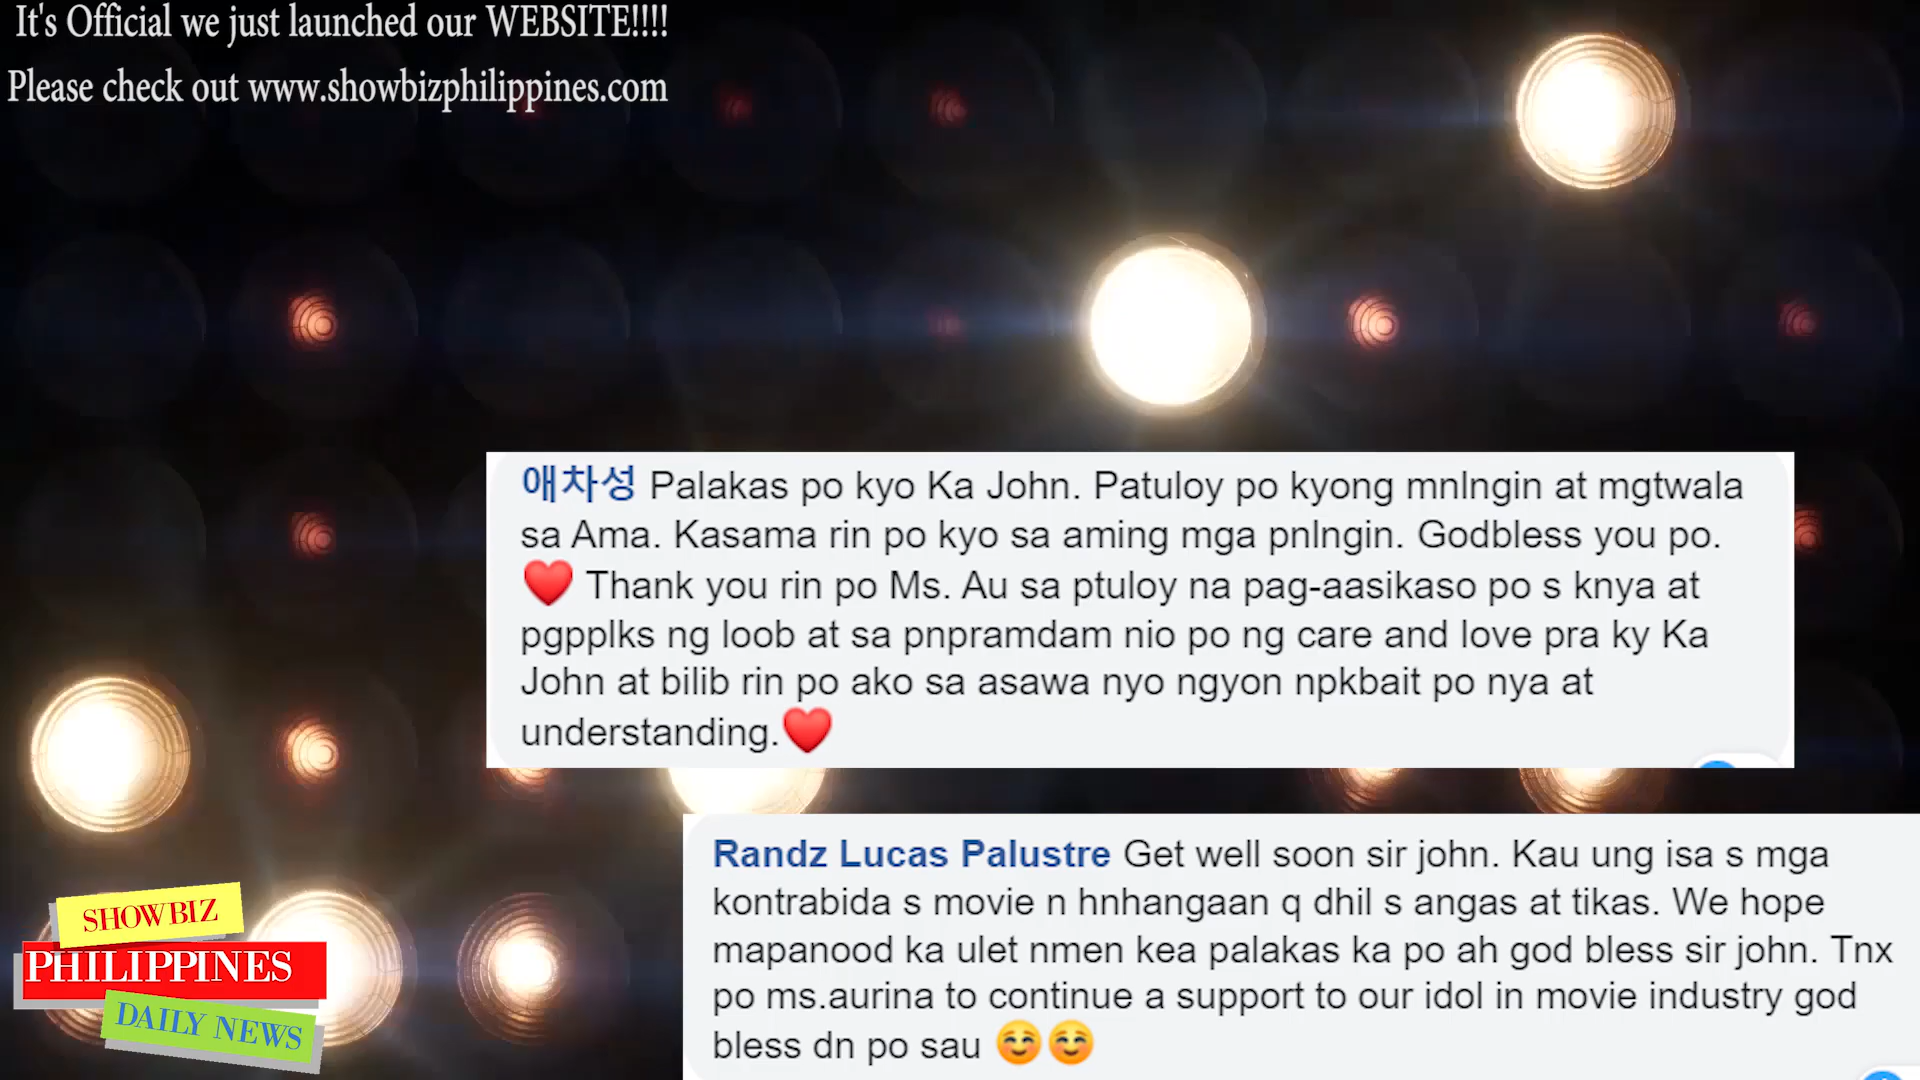 It's Official we just launched our WEBSITE!!!!
Please check out www.showbizphilippines.com
애차성 Palakas po kyo Ka John. Patuloy po kyong mnlngin at mgtwala
sa Ama. Kasama rin po kyo sa aming mga pnlngin. Godbless you po.
❤️ Thank you rin po Ms. Au sa ptuloy na pag-aasikaso po s knya at
pgpplks ng loob at sa pnpramdam nio po ng care and love pra ky Ka
John at bilib rin po ako sa asawa nyo ngyon npkbait po nya at
understanding.❤️
Randz Lucas Palustre Get well soon sir john. Kau ung isa s mga
kontrabida s movie n hnhangaan q dhil s angas at tikas. We hope
mapanood ka ulet nmen kea palakas ka po ah god bless sir john. Tnx
po ms.aurina to continue a support to our idol in movie industry god
bless dn po sau ☺️☺️
SHOWBIZ
PHILIPPINES
DAILY NEWS